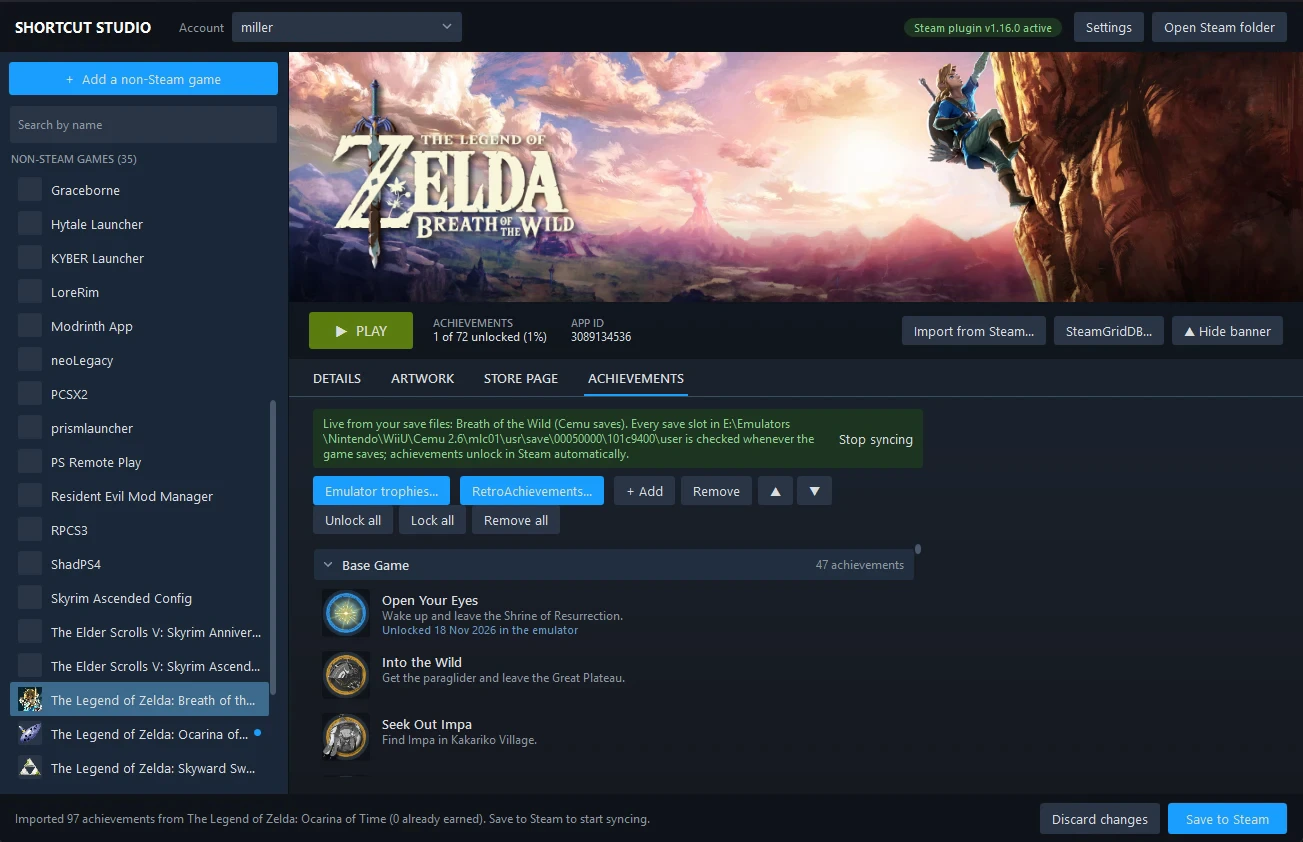 SHORTCUT STUDIO
Account
miller
Steam plugin v1.16.0 active
Settings
Open Steam folder
+ Add a non-Steam game
Search by name
NON-STEAM GAMES (35)
Graceborne
Hytale Launcher
KYBER Launcher
LoreRim
Modrinth App
neoLegacy
PCSX2
prismlauncher
PS Remote Play
Resident Evil Mod Manager
RPCS3
ShadPS4
Skyrim Ascended Config
The Elder Scrolls V: Skyrim Anniver...
The Elder Scrolls V: Skyrim Ascend...
The Legend of Zelda: Breath of th...
The Legend of Zelda: Ocarina of...
The Legend of Zelda: Skyward Sw...
THE LEGEND OF
ZELDA
BREATH OF THE WILD
PLAY
ACHIEVEMENTS
1 of 72 unlocked (1%)
APP ID
3089134536
Import from Steam...
SteamGridDB...
▲ Hide banner
DETAILS
ARTWORK
STORE PAGE
ACHIEVEMENTS
Live from your save files: Breath of the Wild (Cemu saves). Every save slot in E:\Emulators
\Nintendo\WiiU\Cemu 2.6\mlc01\usr\save\00050000\101c9400\user is checked whenever the
game saves; achievements unlock in Steam automatically.
Stop syncing
Emulator trophies...
RetroAchievements...
+ Add
Remove
▲
▼
Unlock all
Lock all
Remove all
Base Game
47 achievements
Open Your Eyes
Wake up and leave the Shrine of Resurrection.
Unlocked 18 Nov 2026 in the emulator
Into the Wild
Get the paraglider and leave the Great Plateau.
Seek Out Impa
Find Impa in Kakariko Village.
Imported 97 achievements from The Legend of Zelda: Ocarina of Time (0 already earned). Save to Steam to start syncing.
Discard changes
Save to Steam